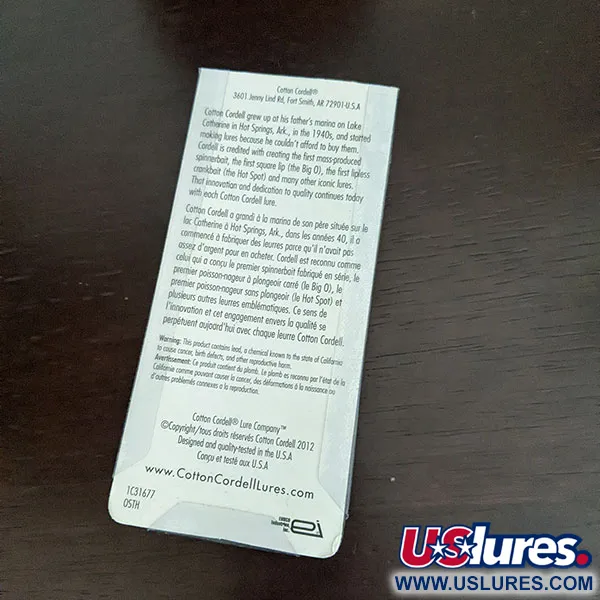 Cotton Cordell®
3601 Jenny Lind Rd, Fort Smith, AR 72901-U.S.A
Cotton Cordell grew up at his father's marina on Lake
Catherine in Hot Springs, Ark., in the 1940s, and started
making lures because he couldn't afford to buy them.
Cordell is credited with creating the first mass-produced
spinnerbait, the first square lip (the Big O), the first lipless
crankbait (the Hot Spot) and many other iconic lures.
That innovation and dedication to quality continues today
with each Cotton Cordell lure.
Cotton Cordell a grandi à la marina de son père située sur le
lac Catherine à Hot Springs, Ark., dans les années 40, il a
commencé à fabriquer des leurres parce qu'il n'avait pas
assez d'argent pour en acheter. Cordell est reconnu comme
celui qui a conçu le premier spinnerbait fabriqué en série, le
premier poisson-nageur à plongeoir carré (le Big O), le
premier poisson-nageur sans plongeoir (le Hot Spot) et
plusieurs autres leurres emblématiques. Ce sens de
l'innovation et cet engagement envers la qualité se
perpétuent aujourd'hui avec chaque leurre Cotton Cordell.
Warning: This product contains lead, a chemical known to the state of California
to cause cancer, birth defects, and other reproductive harm.
Avertissement: Ce produit contient du plomb. Le plomb es reconnu par l'état de la
Californie comme pouvant causer la cancer, des déformations à la naissance ou
d'autres problèmes connexes a la reproduction.
Cotton Cordell® Lure Company™
©Copyright/tous droits réservés Cotton Cordell 2012
Designed and quality-tested in the U.S.A
Conçu et testé aux U.S.A
www.CottonCordellLures.com
1C31677
OSTH
EBSCO
Industries,
Inc.
ei
USlures.
WWW.USLURES.COM